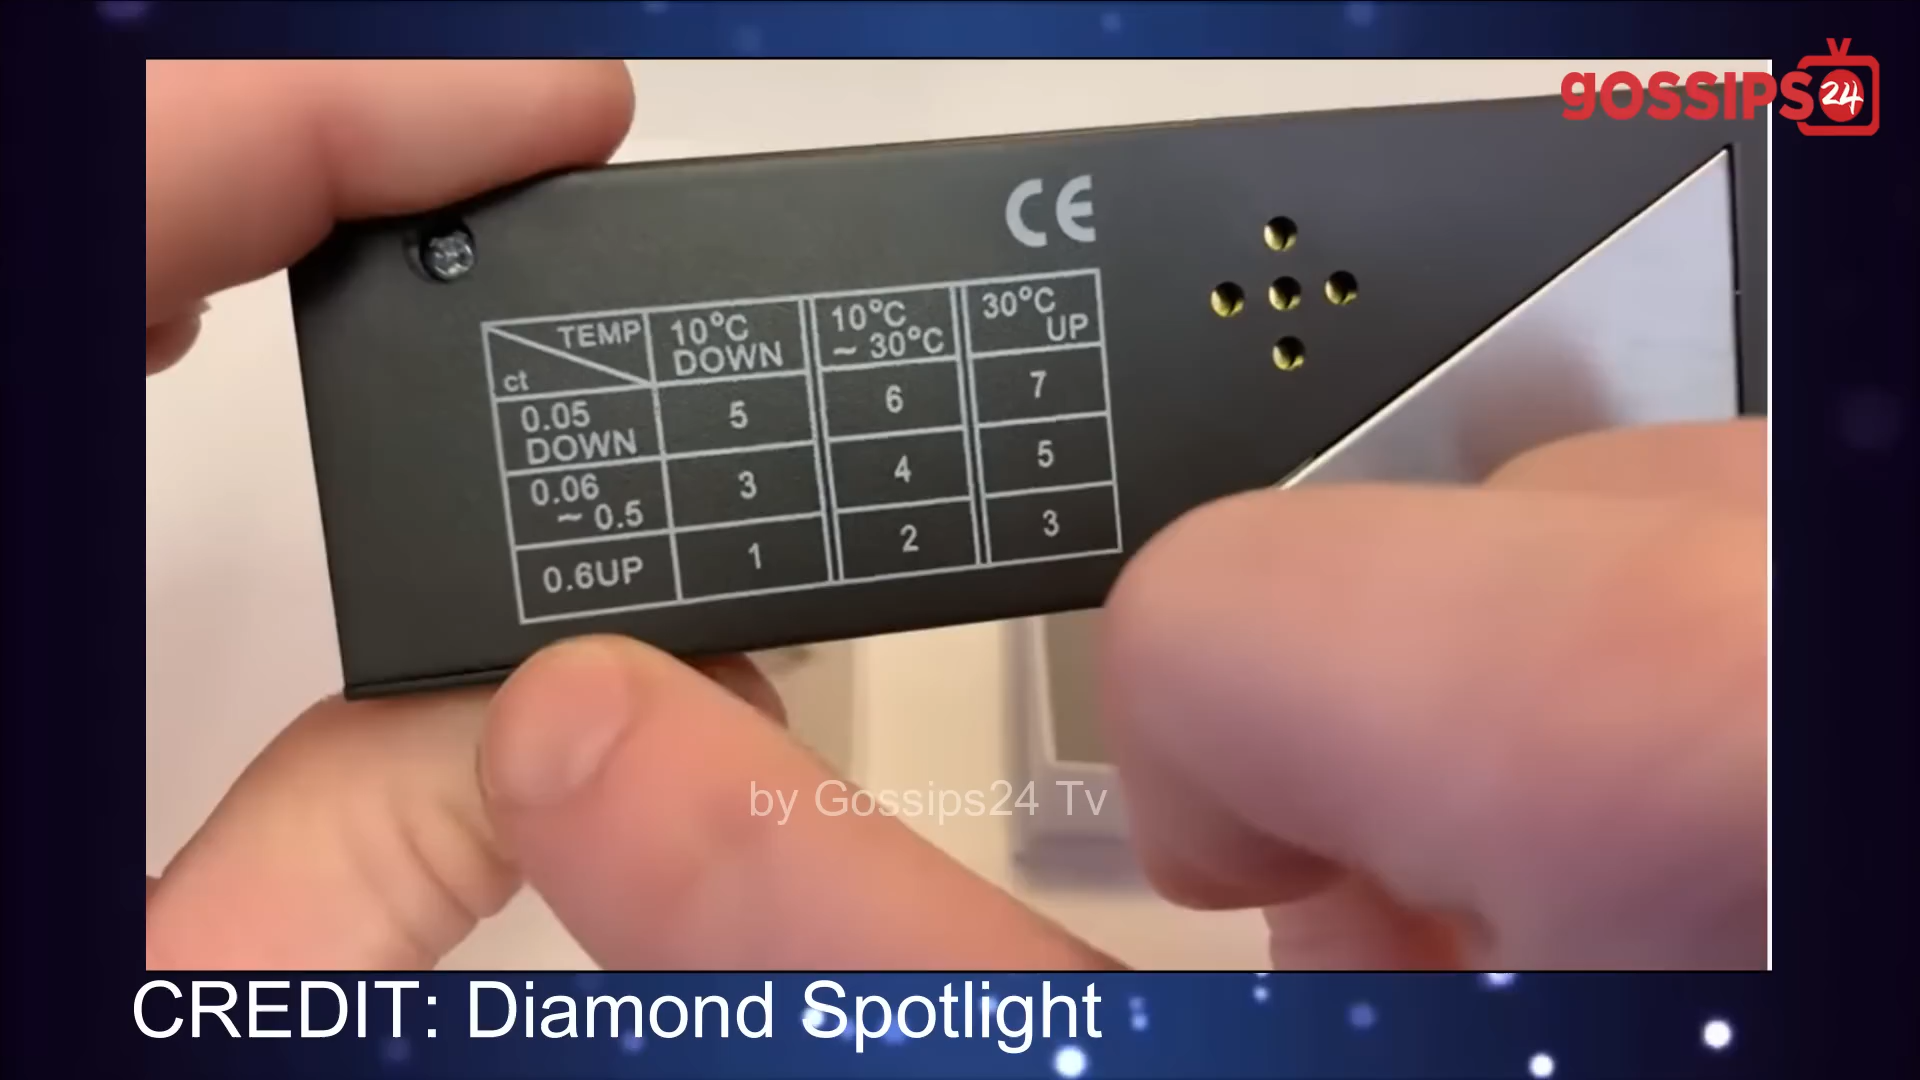 gossips24
CE
TEMP
ct
10°C
DOWN
10°C
~ 30°C
30°C
UP
0.05
DOWN
5
6
7
0.06
~ 0.5
3
4
5
0.6UP
1
2
3
by Gossips24 Tv
CREDIT: Diamond Spotlight